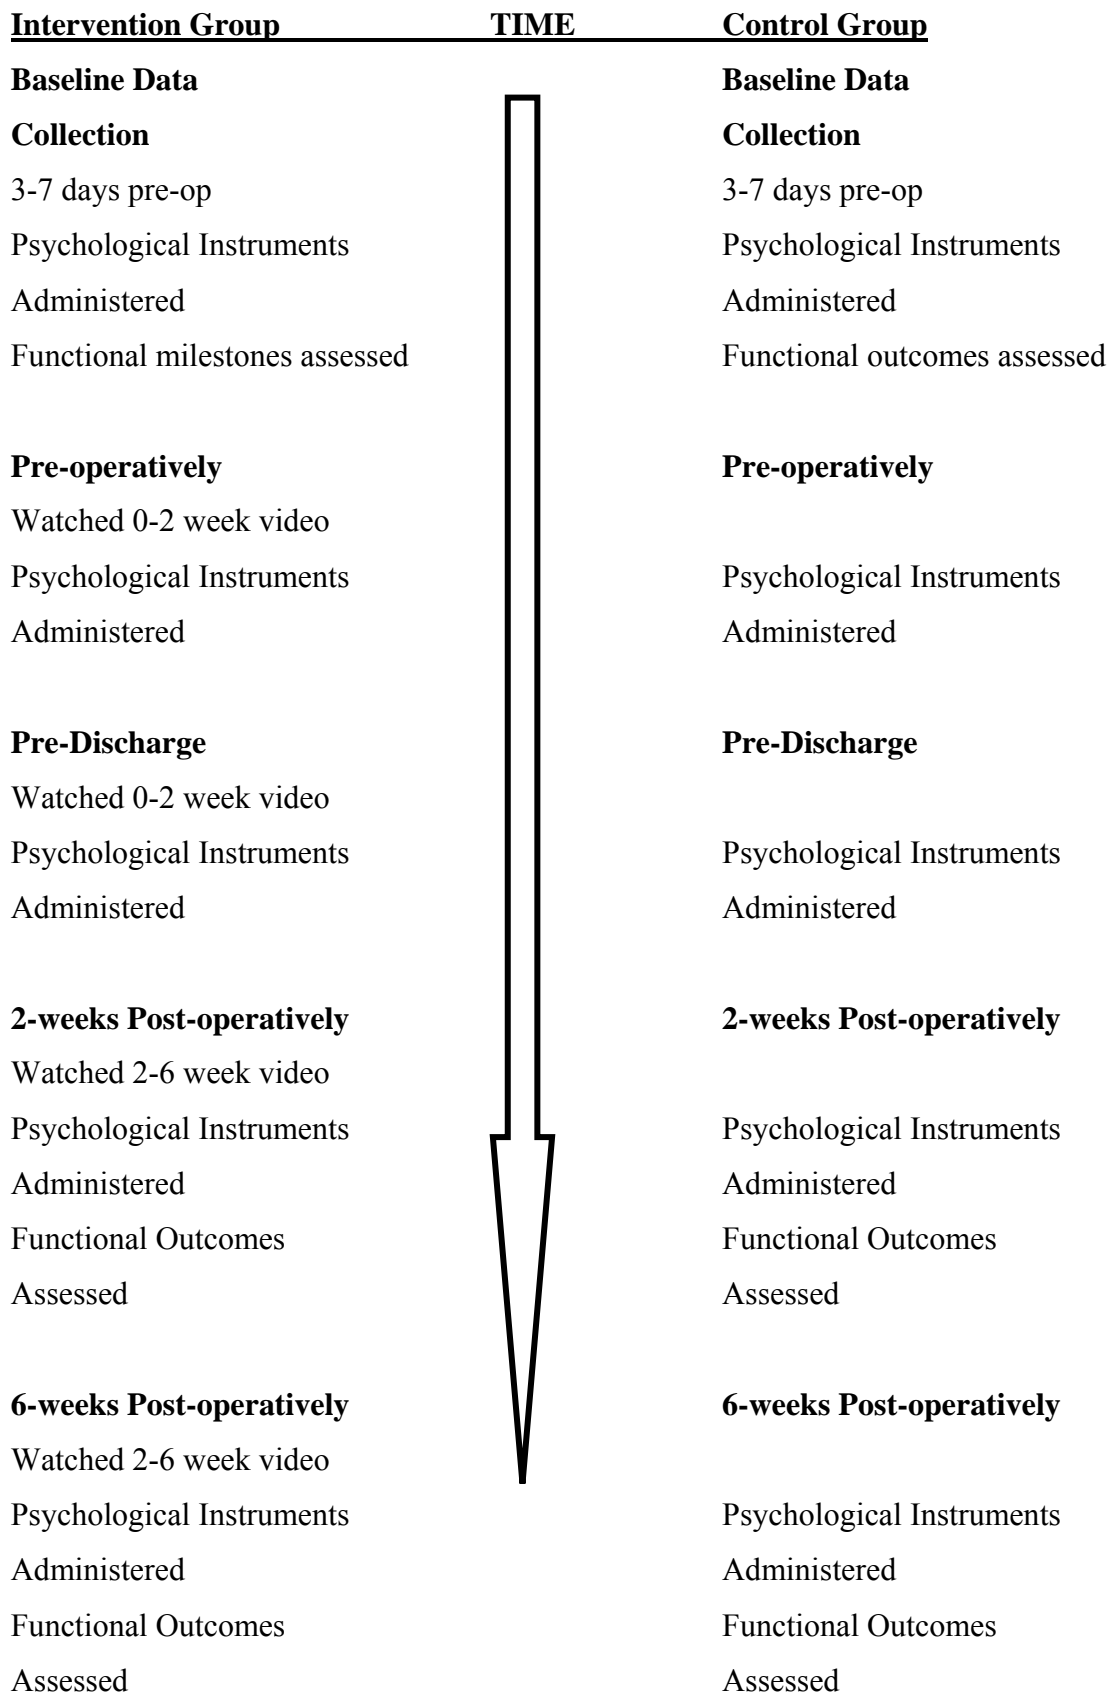 Intervention Group TIME Control Group
Baseline Data Baseline Data
Collection Collection
3-7 days pre-op 3-7 days pre-op
Psychological Instruments Psychological Instruments
Administered Administered
Functional milestones assessed Functional outcomes assessed
Pre-operatively Pre-operatively
Watched 0-2 week video
Psychological Instruments Psychological Instruments
Administered Administered
Pre-Discharge Pre-Discharge
Watched 0-2 week video
Psychological Instruments Psychological Instruments
Administered Administered
2-weeks Post-operatively 2-weeks Post-operatively
Watched 2-6 week video
Psychological Instruments Psychological Instruments
Administered Administered
Functional Outcomes Functional Outcomes
Assessed Assessed
6-weeks Post-operatively 6-weeks Post-operatively
Watched 2-6 week video
Psychological Instruments Psychological Instruments
Administered Administered
Functional Outcomes Functional Outcomes
Assessed Assessed